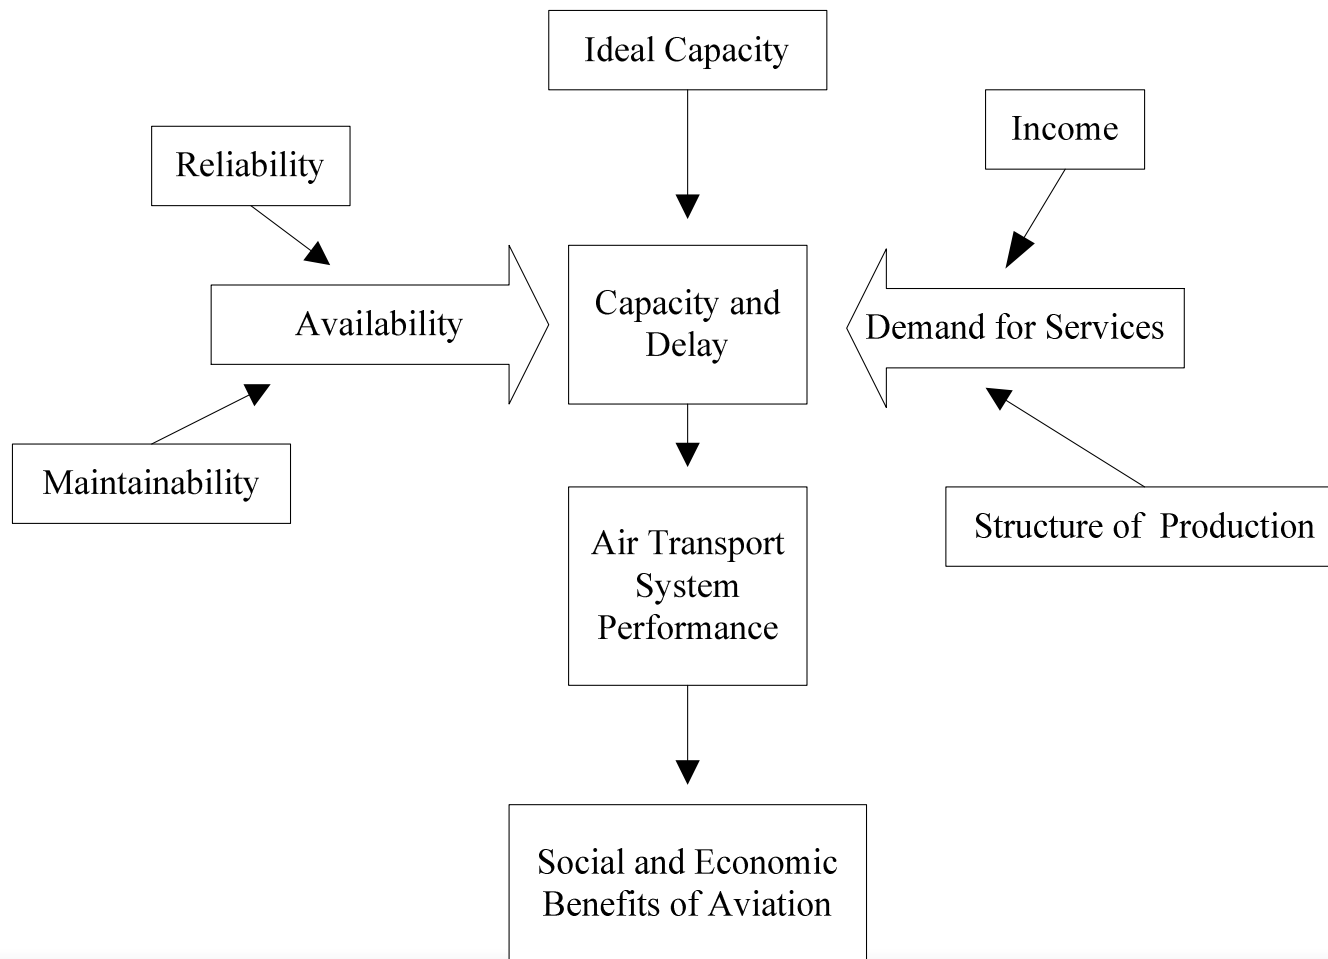 Ideal Capacity
Income
Reliability
Capacity and
Delay
Availability
Demand for Services
Maintainability
Structure of Production
Air Transport
System
Performance
Social and Economic
Benefits of Aviation